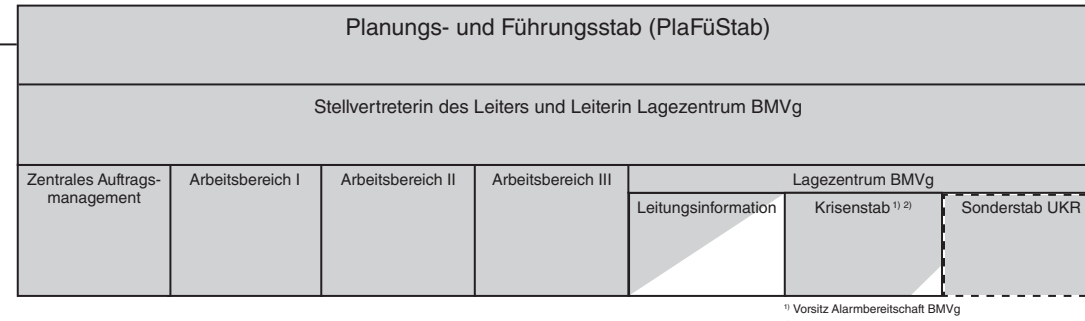 Planungs- und Führungsstab (PlaFüStab)
Stellvertreterin des Leiters und Leiterin Lagezentrum BMVg
Zentrales Auftrags-
management
Arbeitsbereich I
Arbeitsbereich II
Arbeitsbereich III
Lagezentrum BMVg
Leitungsinformation
Krisenstab 1) 2)
Sonderstab UKR
1) Vorsitz Alarmbereitschaft BMVg